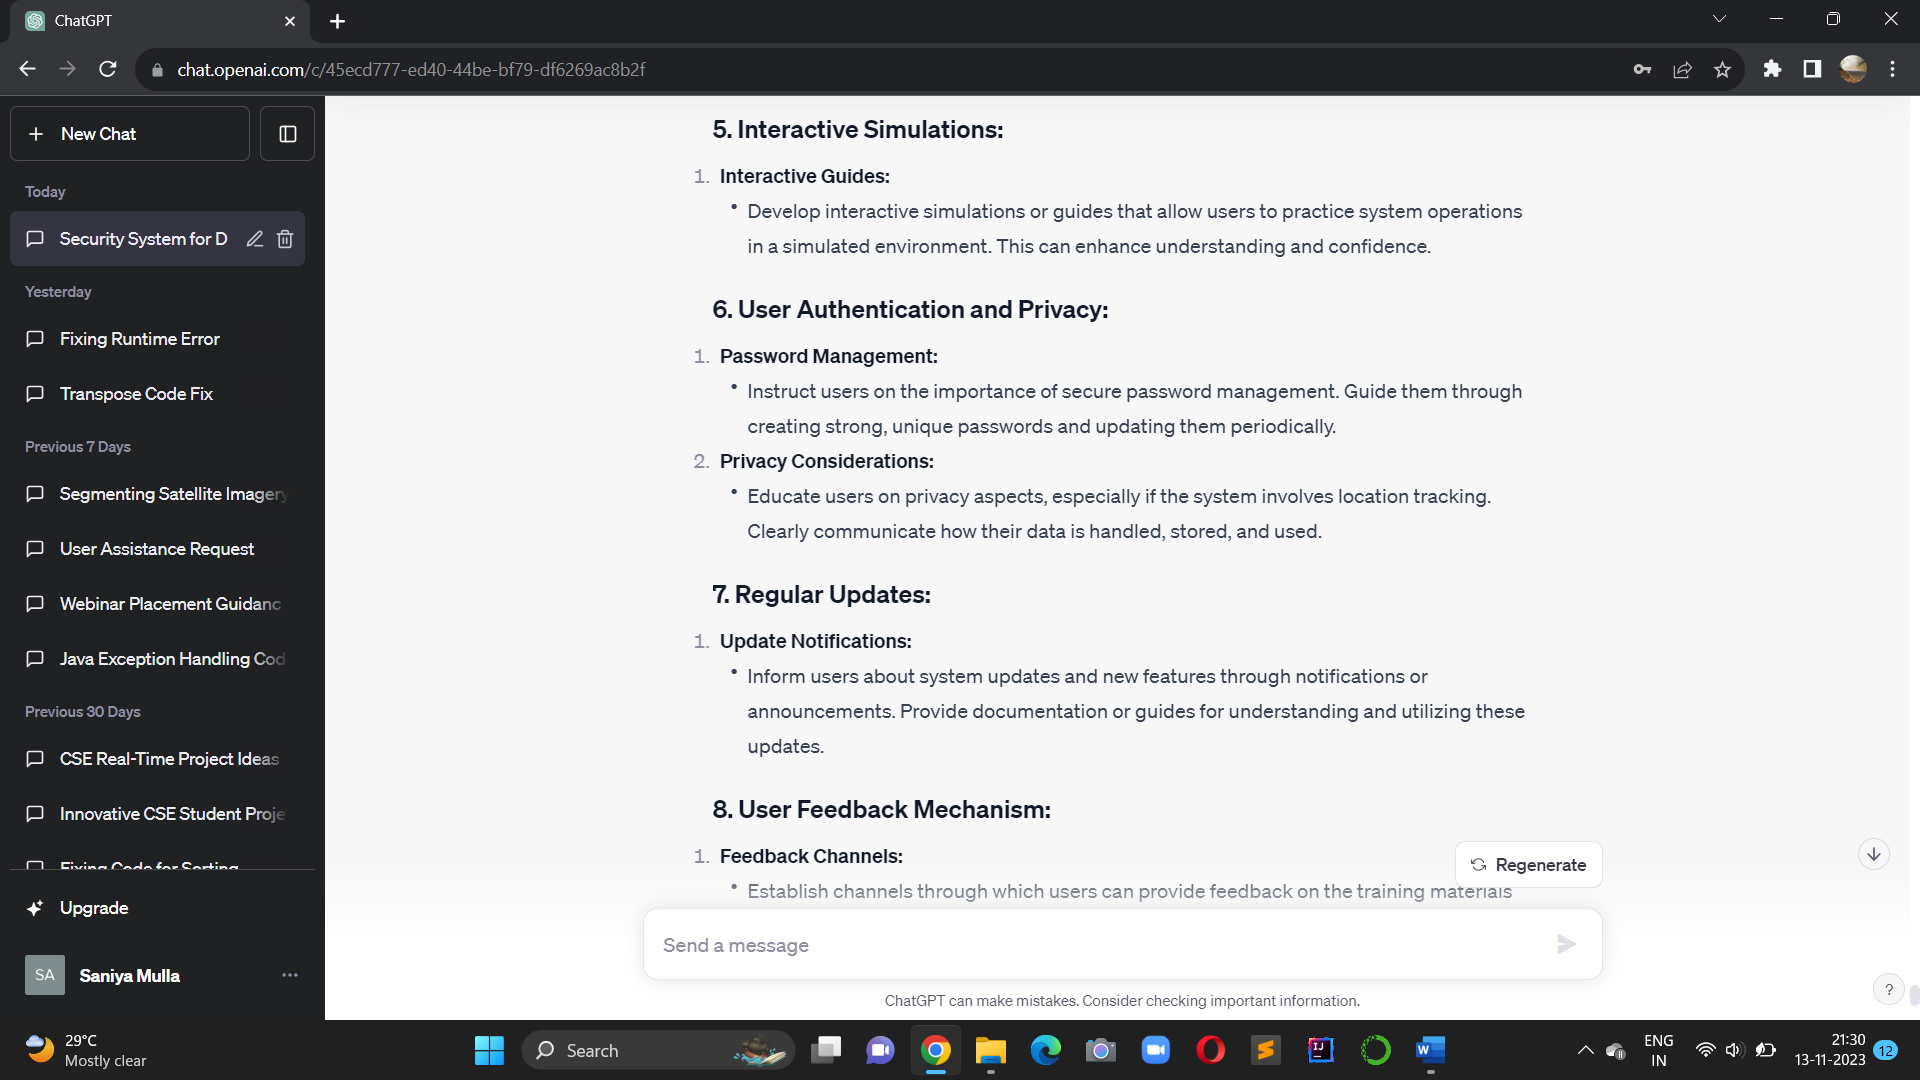 ChatGPT
chat.openai.com/c/45ecd777-ed40-44be-bf79-df6269ac8b2f
New Chat
Today
Security System for D
Yesterday
Fixing Runtime Error
Transpose Code Fix
Previous 7 Days
Segmenting Satellite Imagery
User Assistance Request
Webinar Placement Guidanc
Java Exception Handling Cod
Previous 30 Days
CSE Real-Time Project Ideas
Innovative CSE Student Proje
Fixing Code for Sorting
Upgrade
SA
Saniya Mulla
5. Interactive Simulations:
1. Interactive Guides:
• Develop interactive simulations or guides that allow users to practice system operations
in a simulated environment. This can enhance understanding and confidence.
6. User Authentication and Privacy:
1. Password Management:
• Instruct users on the importance of secure password management. Guide them through
creating strong, unique passwords and updating them periodically.
2. Privacy Considerations:
• Educate users on privacy aspects, especially if the system involves location tracking.
Clearly communicate how their data is handled, stored, and used.
7. Regular Updates:
1. Update Notifications:
• Inform users about system updates and new features through notifications or
announcements. Provide documentation or guides for understanding and utilizing these
updates.
8. User Feedback Mechanism:
1. Feedback Channels:
• Establish channels through which users can provide feedback on the training materials
Regenerate
Send a message
ChatGPT can make mistakes. Consider checking important information.
?
29°C
Mostly clear
Search
IJ
W
ENG
IN
21:30
13-11-2023
12